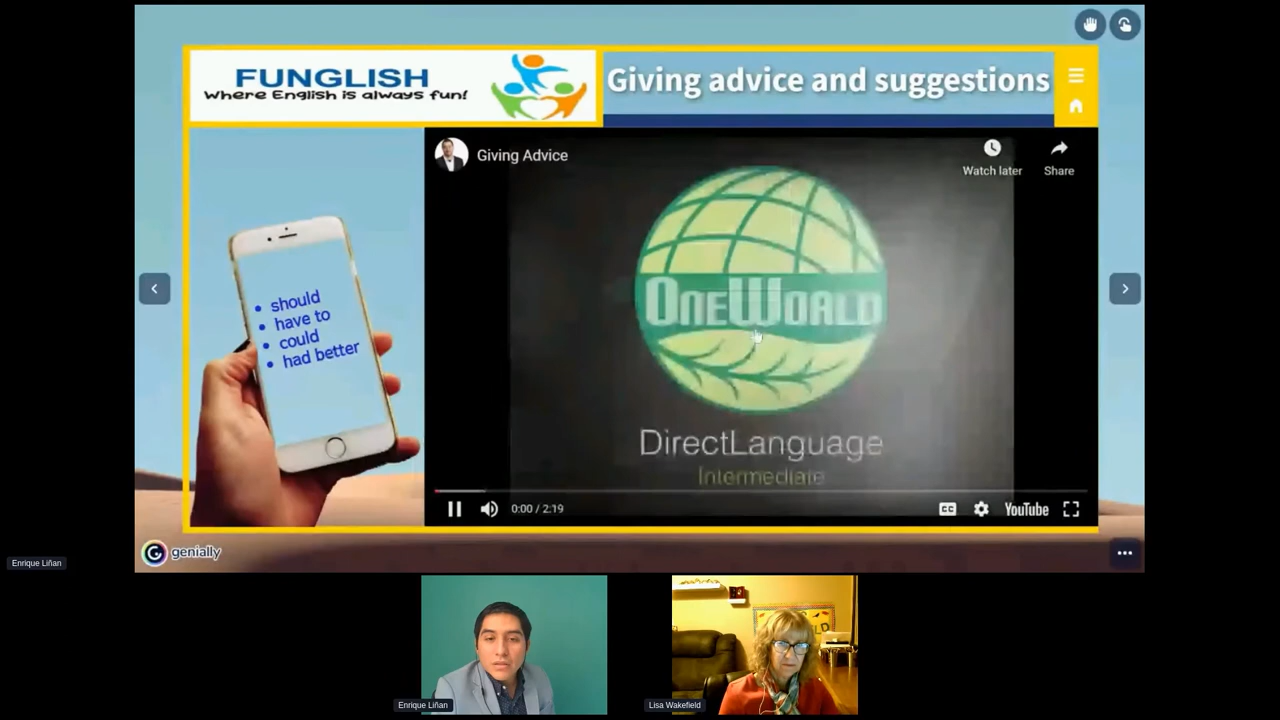 FUNGLISH
Where English is always fun!
Giving advice and suggestions
Giving Advice
Watch later
Share
• should
• have to
• could
• had better
ONEWORLD
DirectLanguage
Intermediate
0:00 / 2:19
CC
YouTube
genially
Enrique Liñan
Enrique Liñan
Lisa Wakefield